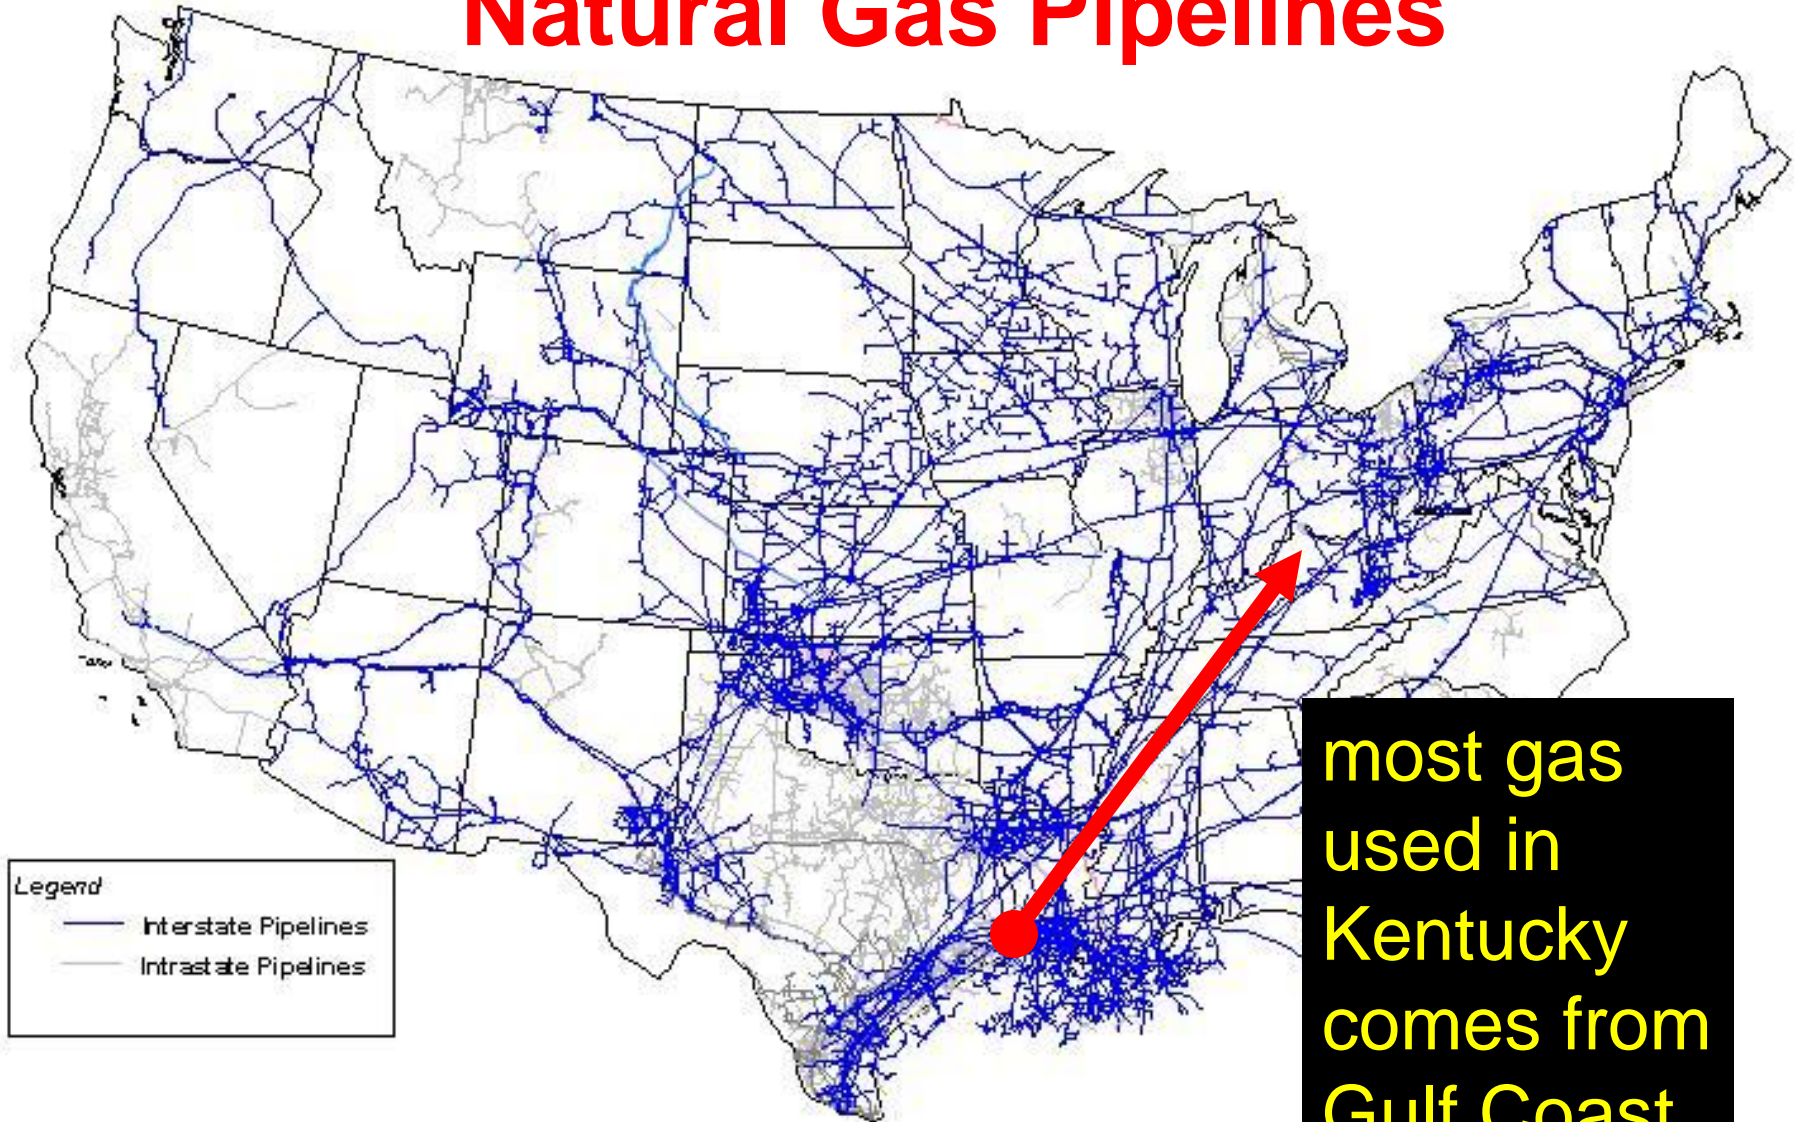 Natural Gas Pipelines
most gas
used in
Kentucky
comes from
Gulf Coast
Legend
Interstate Pipelines
Intrastate Pipelines